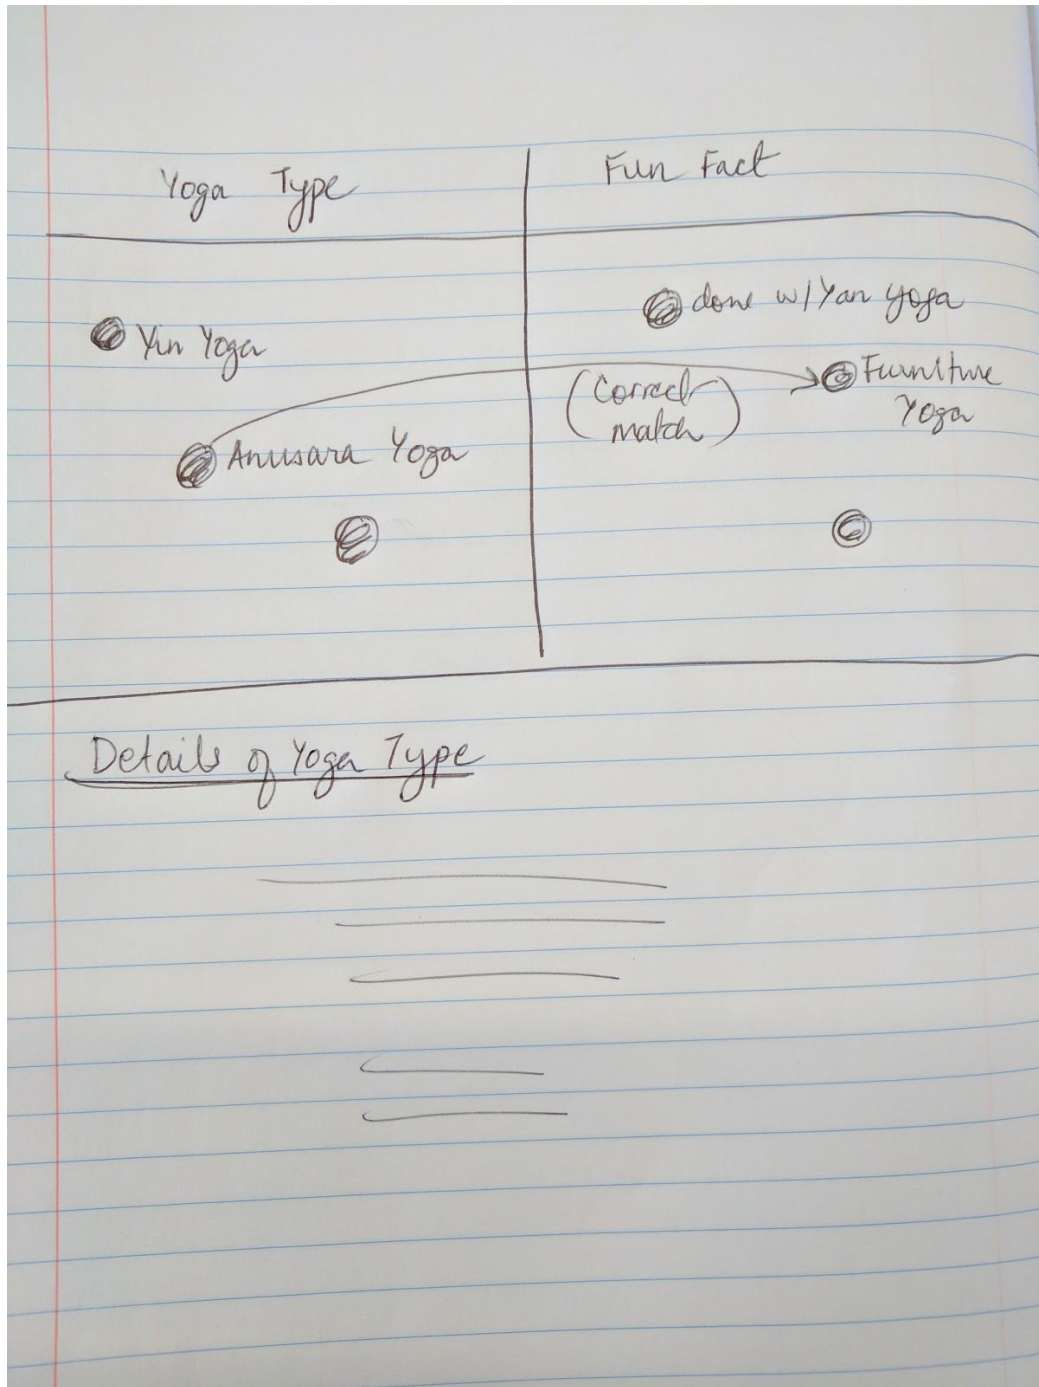 Yoga Type
Fun Fact
Yin Yoga
Anusara Yoga
done w/Yan yoga
Furniture
Yoga
(Correct
match)
Details of Yoga Type